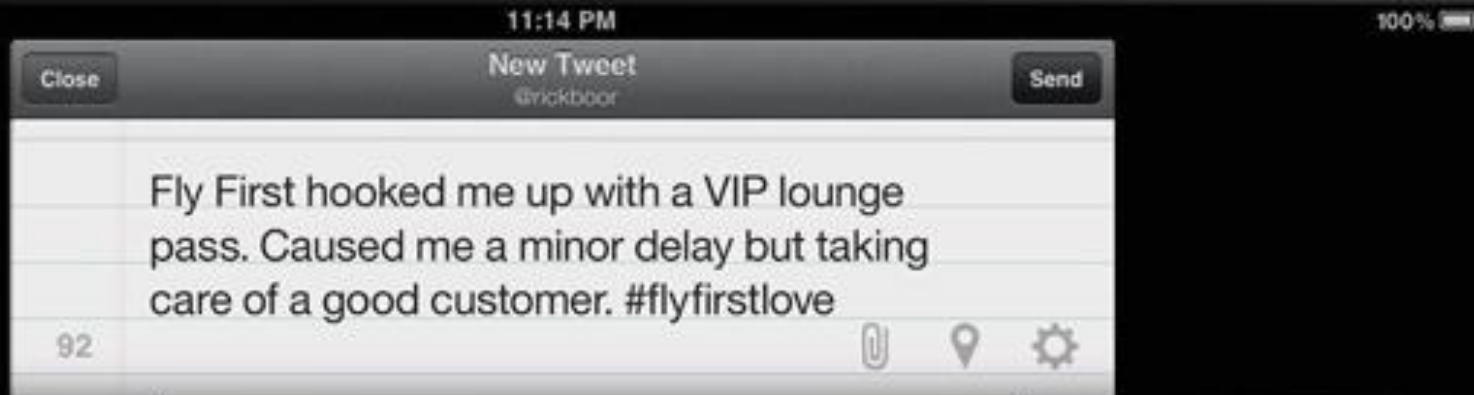 11:14 PM
100%
Close
New Tweet
Send
@rickboor
Fly First hooked me up with a VIP lounge
pass. Caused me a minor delay but taking
care of a good customer. #flyfirstlove
92